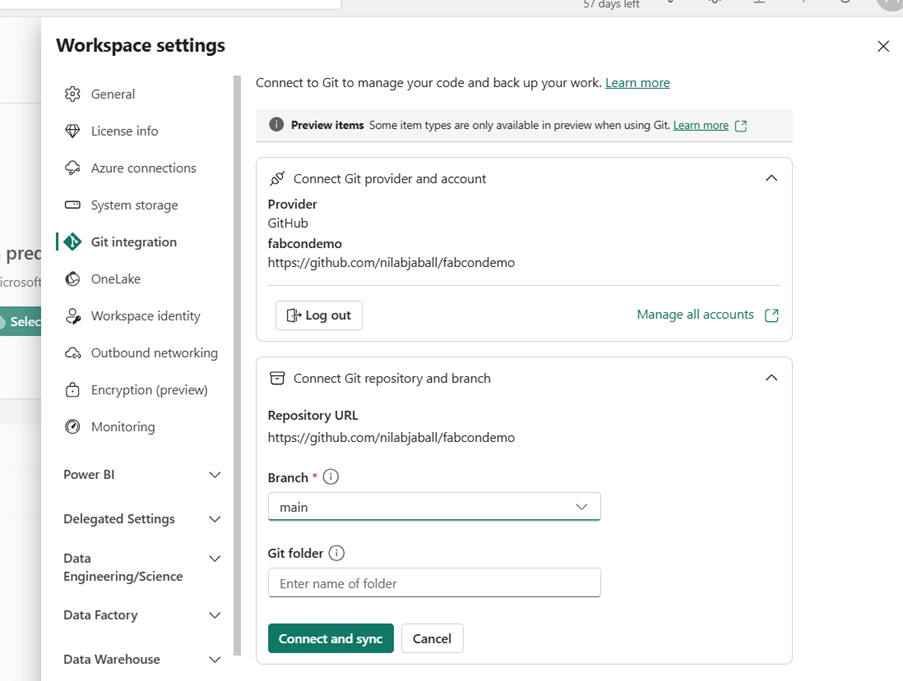 57 days left
Workspace settings
General
License info
Azure connections
System storage
Git integration
OneLake
Workspace identity
Outbound networking
Encryption (preview)
Monitoring
Power BI
Delegated Settings
Data
Engineering/Science
Data Factory
Data Warehouse
Connect to Git to manage your code and back up your work. Learn more
Preview items Some item types are only available in preview when using Git. Learn more
Connect Git provider and account
Provider
GitHub
fabcondemo
https://github.com/nilabjaball/fabcondemo
Log out
Manage all accounts
Connect Git repository and branch
Repository URL
https://github.com/nilabjaball/fabcondemo
Branch *
main
Git folder
Enter name of folder
Connect and sync
Cancel